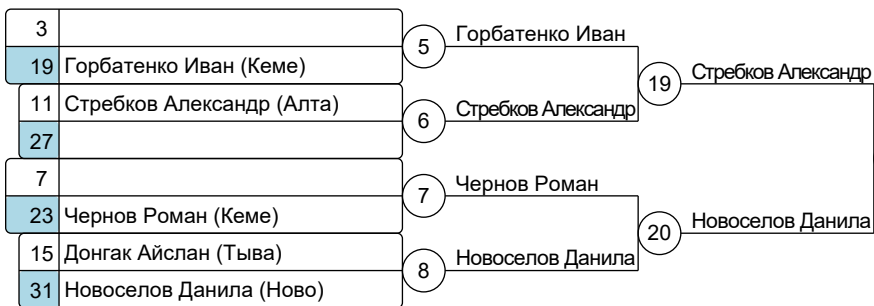 3
19 Горбатенко Иван (Кеме)
11 Стребков Александр (Алта)
27
7
23 Чернов Роман (Кеме)
15 Донгак Айслан (Тыва)
31 Новоселов Данила (Ново)
5 Горбатенко Иван
6 Стребков Александр
7 Чернов Роман
8 Новоселов Данила
19 Стребков Александр
20 Новоселов Данила